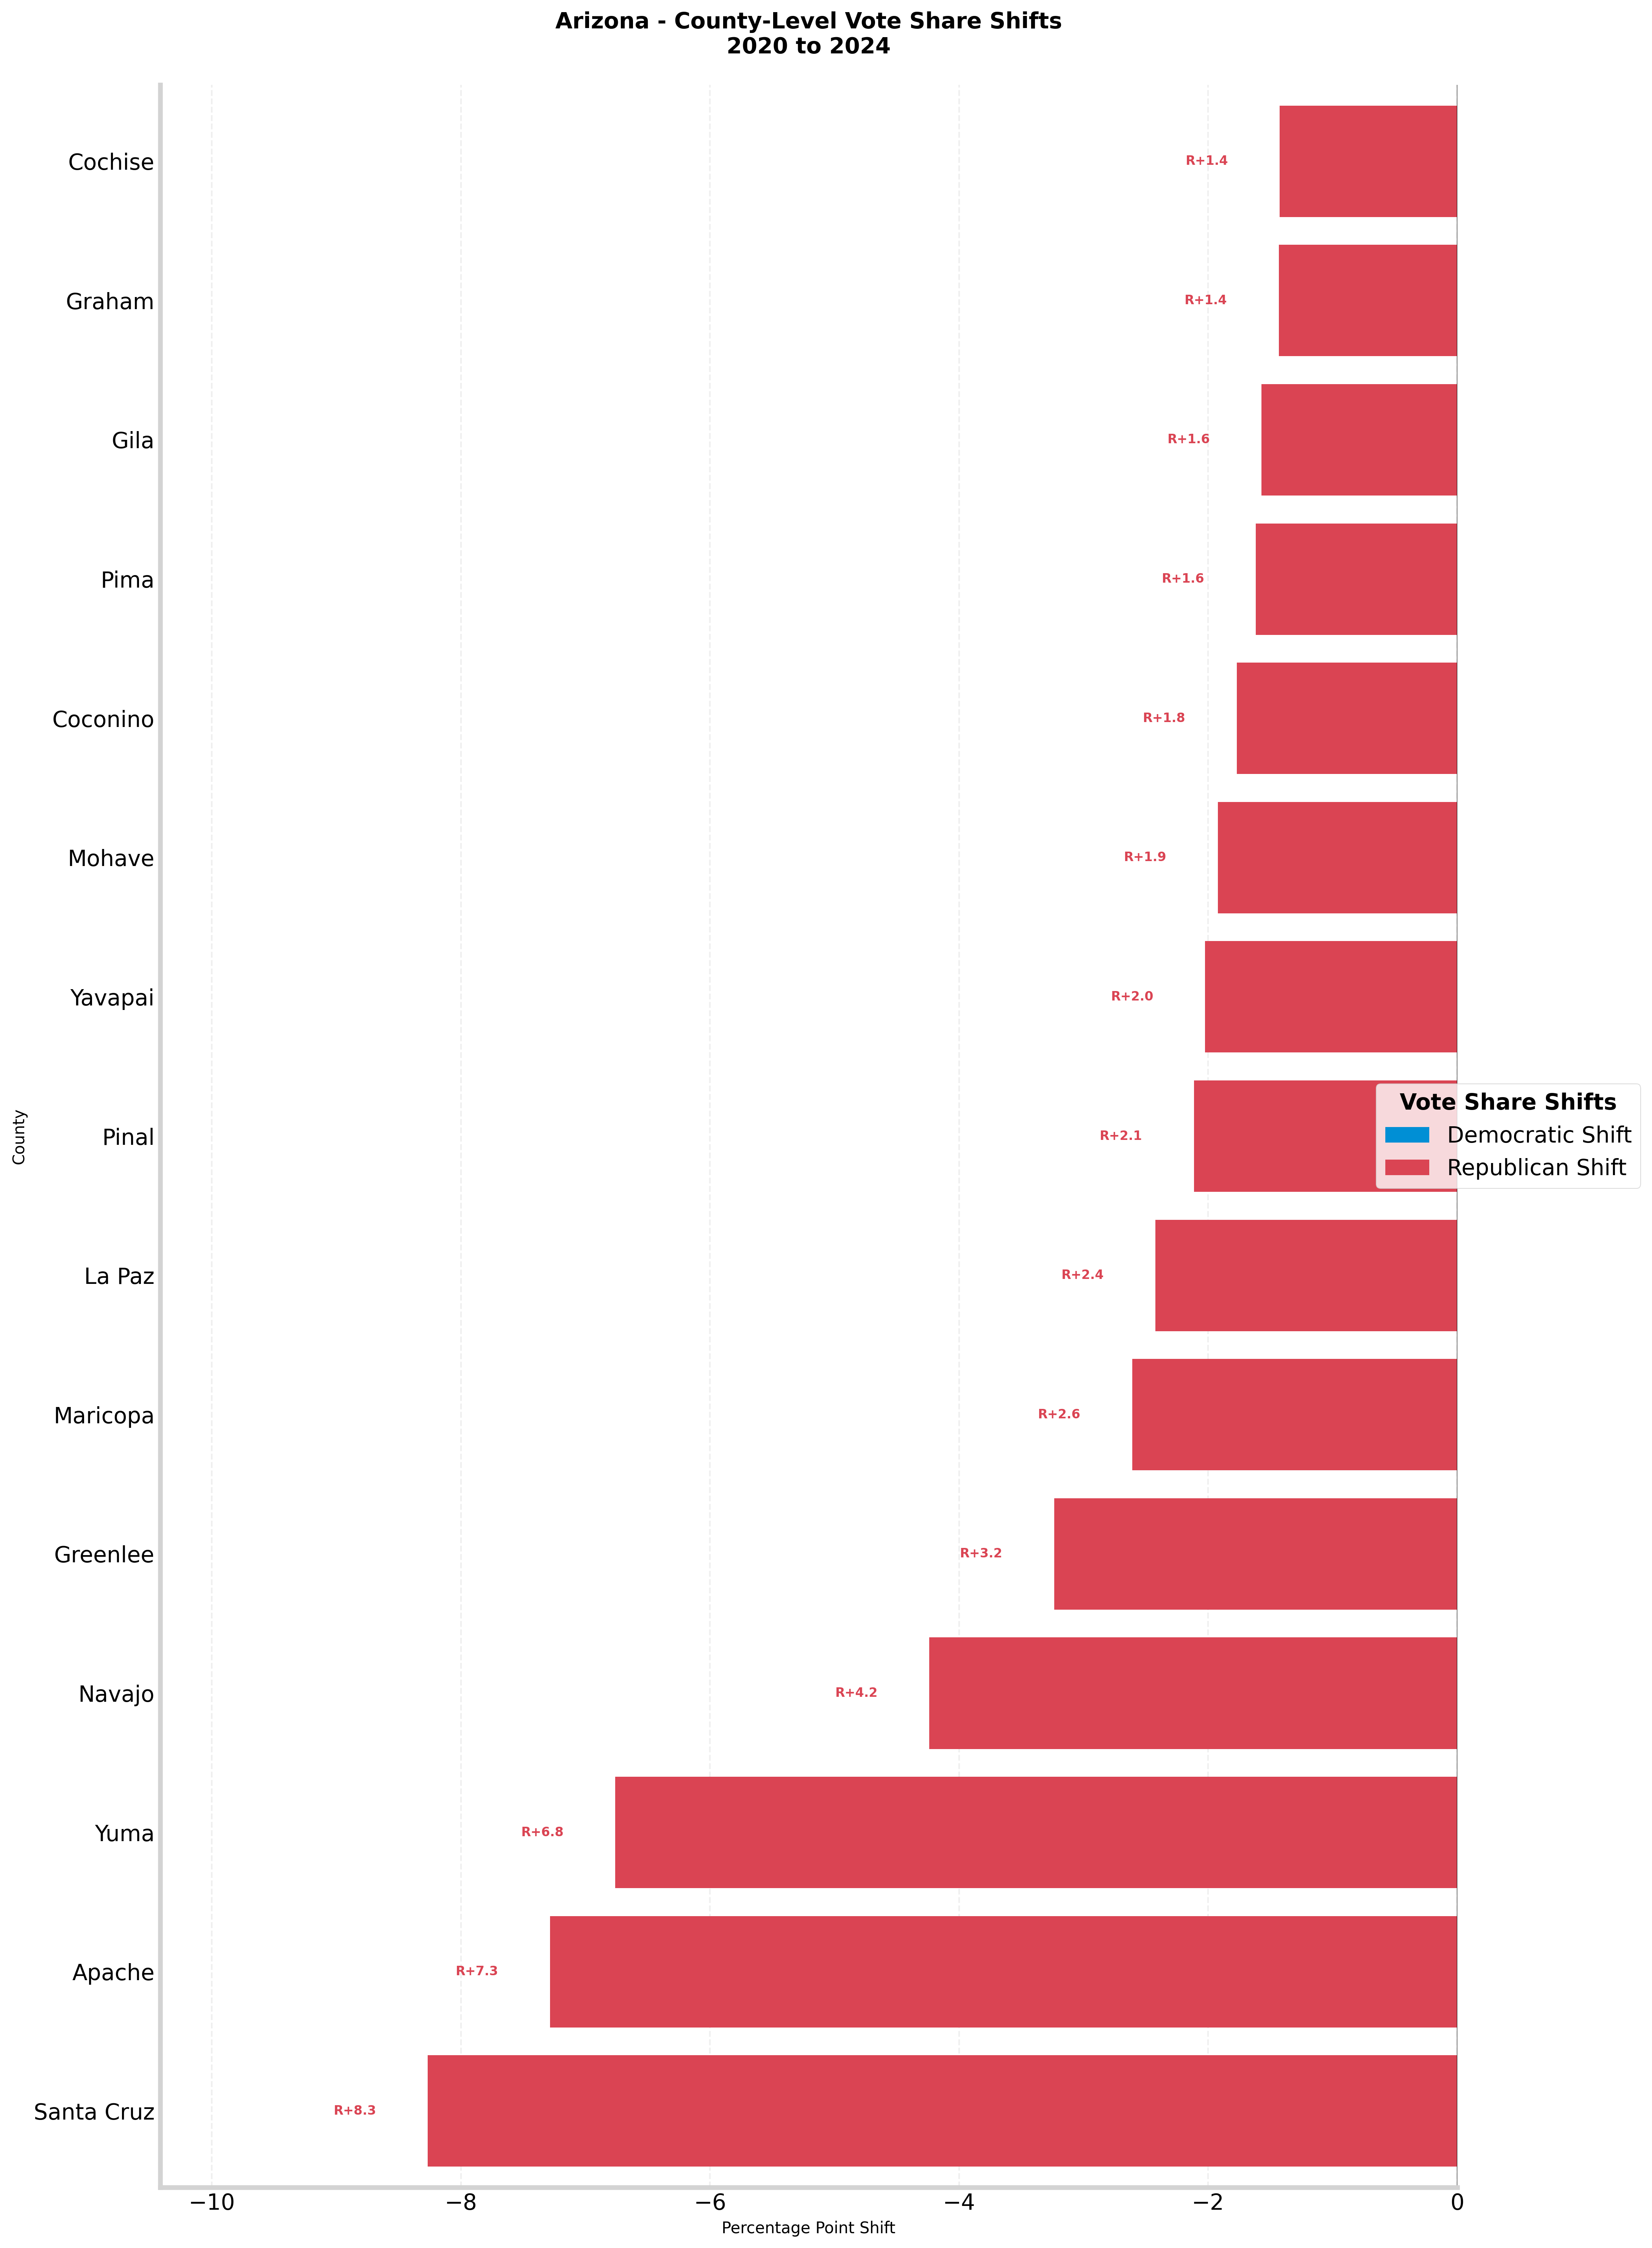 Arizona - County-Level Vote Share Shifts
2020 to 2024
Cochise
R+1.4
Graham
R+1.4
Gila
R+1.6
Pima
R+1.6
Coconino
R+1.8
Mohave
R+1.9
Yavapai
R+2.0
County
Pinal
R+2.1
Vote Share Shifts
Democratic Shift
Republican Shift
La Paz
R+2.4
Maricopa
R+2.6
Greenlee
R+3.2
Navajo
R+4.2
Yuma
R+6.8
Apache
R+7.3
Santa Cruz
R+8.3
−10 −8 −6 −4 −2 0
Percentage Point Shift